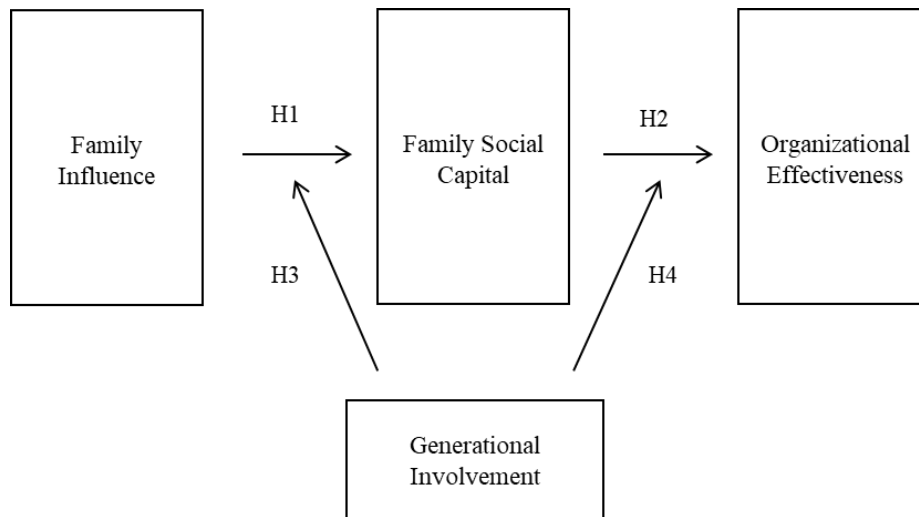 H1
H2
Family
Influence
Family Social
Capital
Organizational
Effectiveness
H3
H4
Generational
Involvement